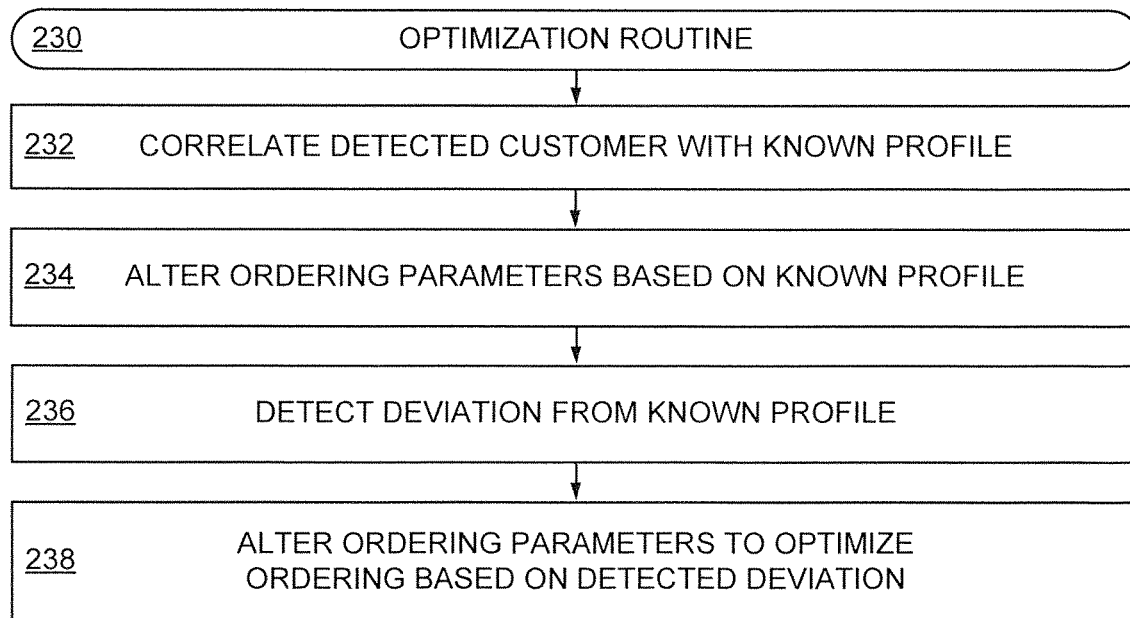 230 OPTIMIZATION ROUTINE
232 CORRELATE DETECTED CUSTOMER WITH KNOWN PROFILE
234 ALTER ORDERING PARAMETERS BASED ON KNOWN PROFILE
236 DETECT DEVIATION FROM KNOWN PROFILE
238 ALTER ORDERING PARAMETERS TO OPTIMIZE
ORDERING BASED ON DETECTED DEVIATION